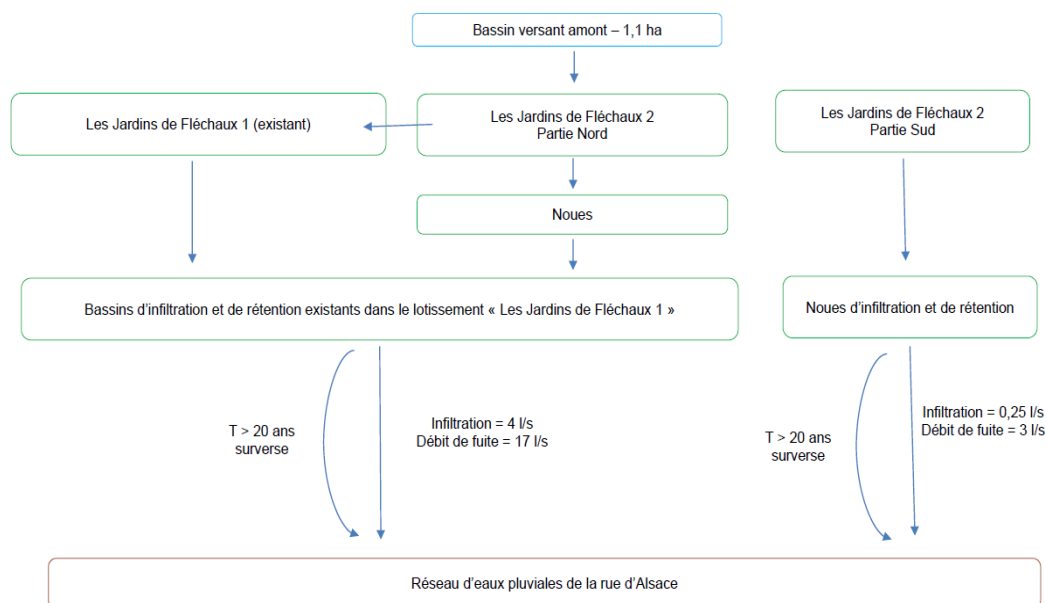 Bassin versant amont – 1,1 ha
Les Jardins de Fléchaux 1 (existant)
Les Jardins de Fléchaux 2
Partie Nord
Les Jardins de Fléchaux 2
Partie Sud
Noues
Bassins d'infiltration et de rétention existants dans le lotissement « Les Jardins de Fléchaux 1 »
Noues d'infiltration et de rétention
T > 20 ans
surverse
Infiltration = 4 l/s
Débit de fuite = 17 l/s
T > 20 ans
surverse
Infiltration = 0,25 l/s
Débit de fuite = 3 l/s
Réseau d'eaux pluviales de la rue d'Alsace